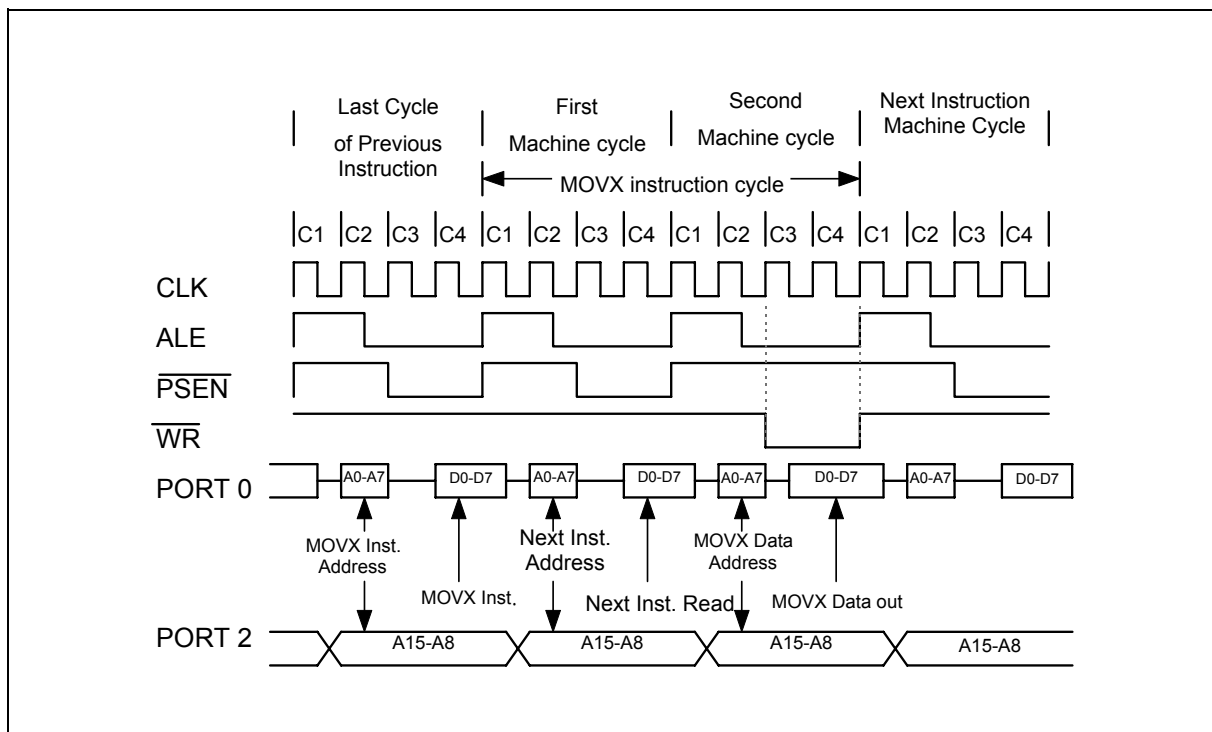 Last Cycle
of Previous
Instruction
First
Machine cycle
Second
Machine cycle
Next Instruction
Machine Cycle
MOVX instruction cycle
C1 C2 C3 C4 C1 C2 C3 C4 C1 C2 C3 C4 C1 C2 C3 C4
CLK
ALE
PSEN
WR
PORT 0
A0-A7 D0-D7 A0-A7 D0-D7 A0-A7 D0-D7 A0-A7 D0-D7
MOVX Inst.
Address
MOVX Inst.
Next Inst.
Address
Next Inst. Read
MOVX Data
Address
MOVX Data out
PORT 2
A15-A8 A15-A8 A15-A8 A15-A8